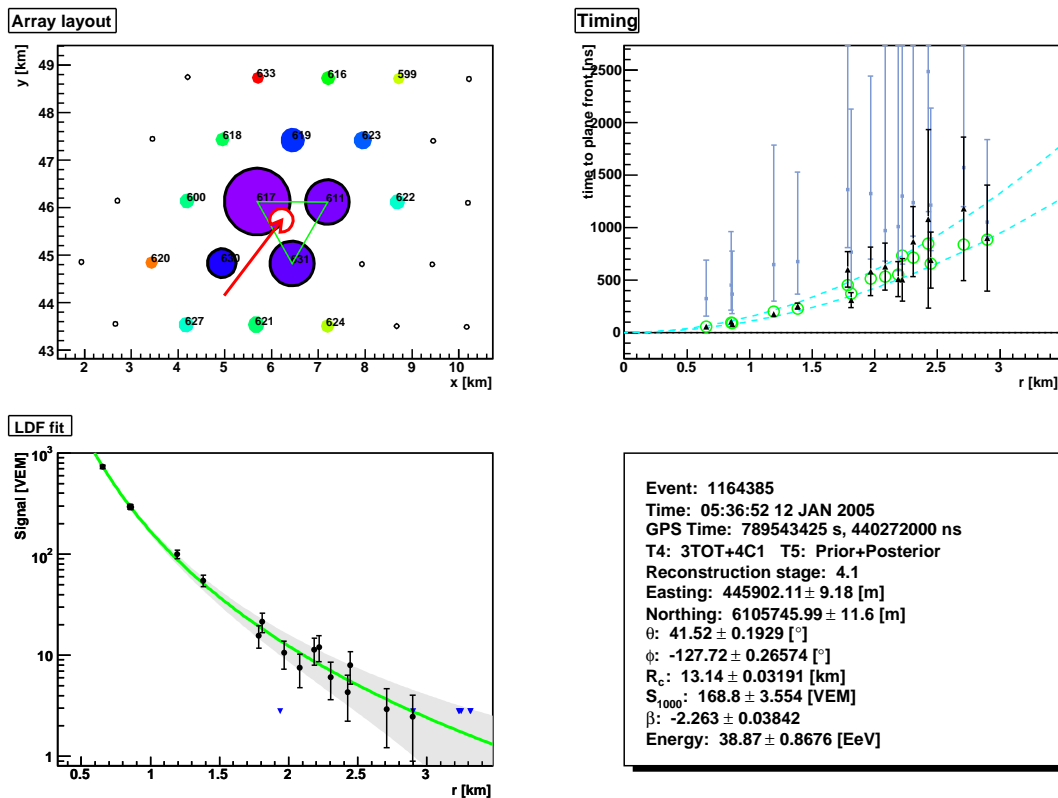 Array layout
y [km]
49
48
47
46
45
44
43
633
616
599
618
619
623
600
617
611
622
620
630
631
627
621
624
2 3 4 5 6 7 8 9 10
x [km]
Timing
time to plane front [ns]
2500
2000
1500
1000
500
0
0 0.5 1 1.5 2 2.5 3
r [km]
LDF fit
Signal [VEM]
10³
10²
10
1
0.5 1 1.5 2 2.5 3
r [km]
Event: 1164385
Time: 05:36:52 12 JAN 2005
GPS Time: 789543425 s, 440272000 ns
T4: 3TOT+4C1 T5: Prior+Posterior
Reconstruction stage: 4.1
Easting: 445902.11 ± 9.18 [m]
Northing: 6105745.99 ± 11.6 [m]
θ: 41.52 ± 0.1929 [°]
ϕ: -127.72 ± 0.26574 [°]
R_c: 13.14 ± 0.03191 [km]
S_1000: 168.8 ± 3.554 [VEM]
β: -2.263 ± 0.03842
Energy: 38.87 ± 0.8676 [EeV]